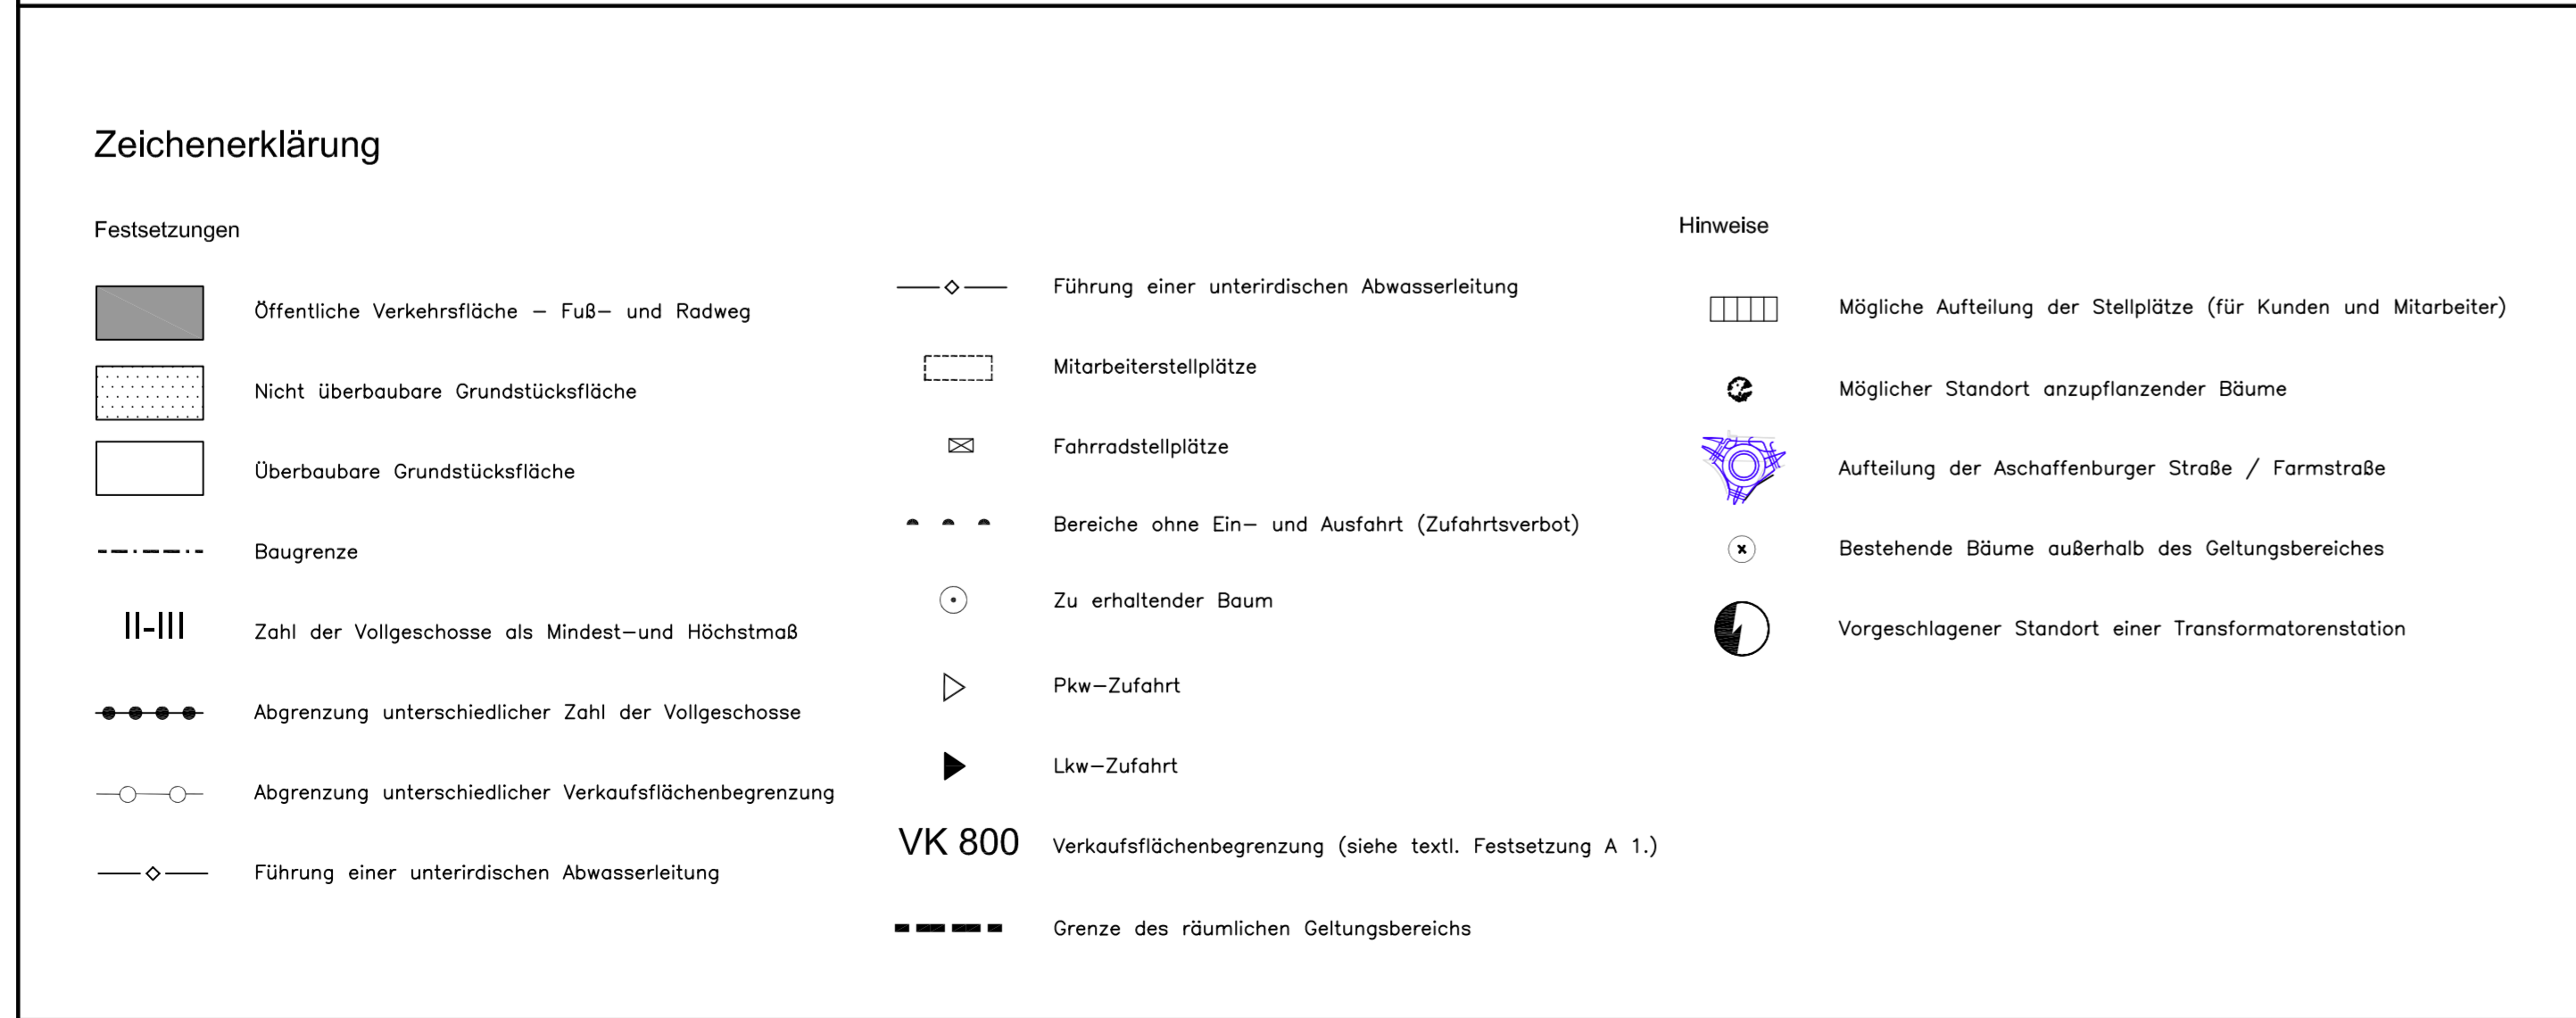 Zeichenerklärung
Festsetzungen
Öffentliche Verkehrsfläche – Fuß– und Radweg
Nicht überbaubare Grundstücksfläche
Überbaubare Grundstücksfläche
Baugrenze
II-III Zahl der Vollgeschosse als Mindest–und Höchstmaß
Abgrenzung unterschiedlicher Zahl der Vollgeschosse
Abgrenzung unterschiedlicher Verkaufsflächenbegrenzung
Führung einer unterirdischen Abwasserleitung
Führung einer unterirdischen Abwasserleitung
Mitarbeiterstellplätze
Fahrradstellplätze
Bereiche ohne Ein– und Ausfahrt (Zufahrtsverbot)
Zu erhaltender Baum
Pkw–Zufahrt
Lkw–Zufahrt
VK 800 Verkaufsflächenbegrenzung (siehe textl. Festsetzung A 1.)
Grenze des räumlichen Geltungsbereichs
Hinweise
Mögliche Aufteilung der Stellplätze (für Kunden und Mitarbeiter)
Möglicher Standort anzupflanzender Bäume
Aufteilung der Aschaffenburger Straße / Farmstraße
Bestehende Bäume außerhalb des Geltungsbereiches
Vorgeschlagener Standort einer Transformatorenstation